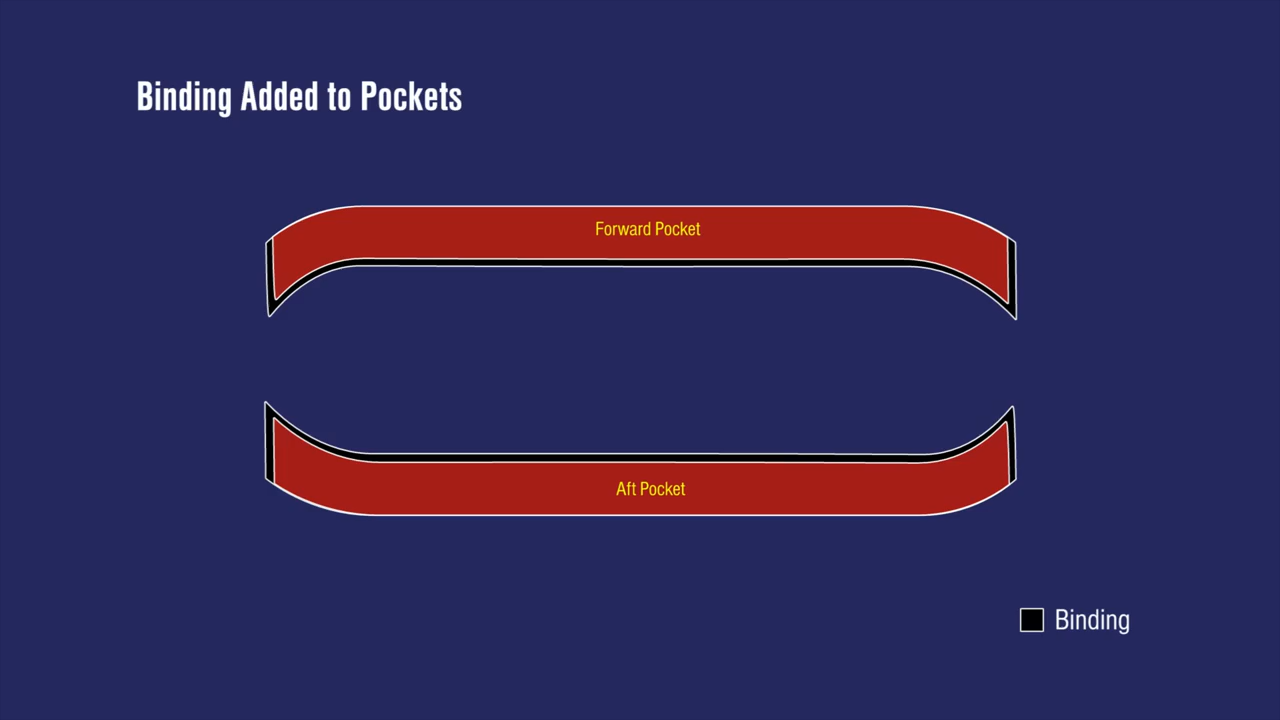 Binding Added to Pockets
Forward Pocket
Aft Pocket
Binding